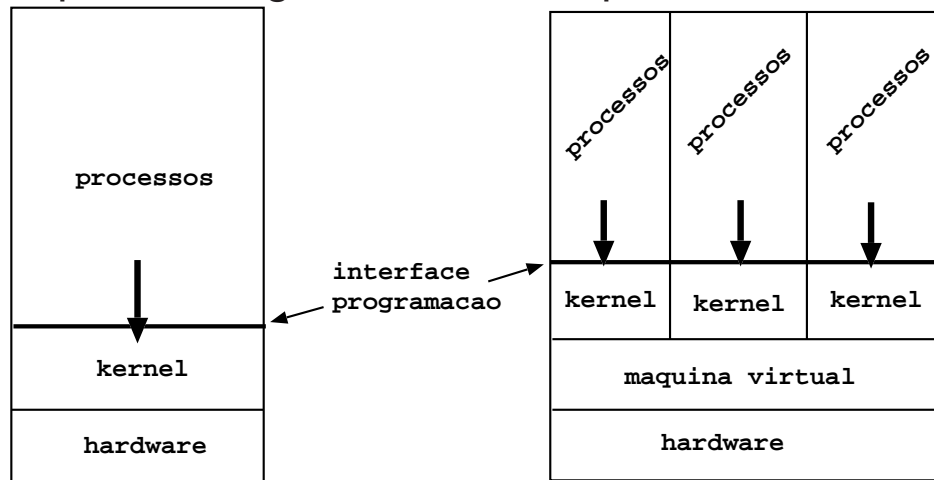 processos
kernel
hardware
interface
programacao
processos
processos
processos
kernel
kernel
kernel
maquina virtual
hardware